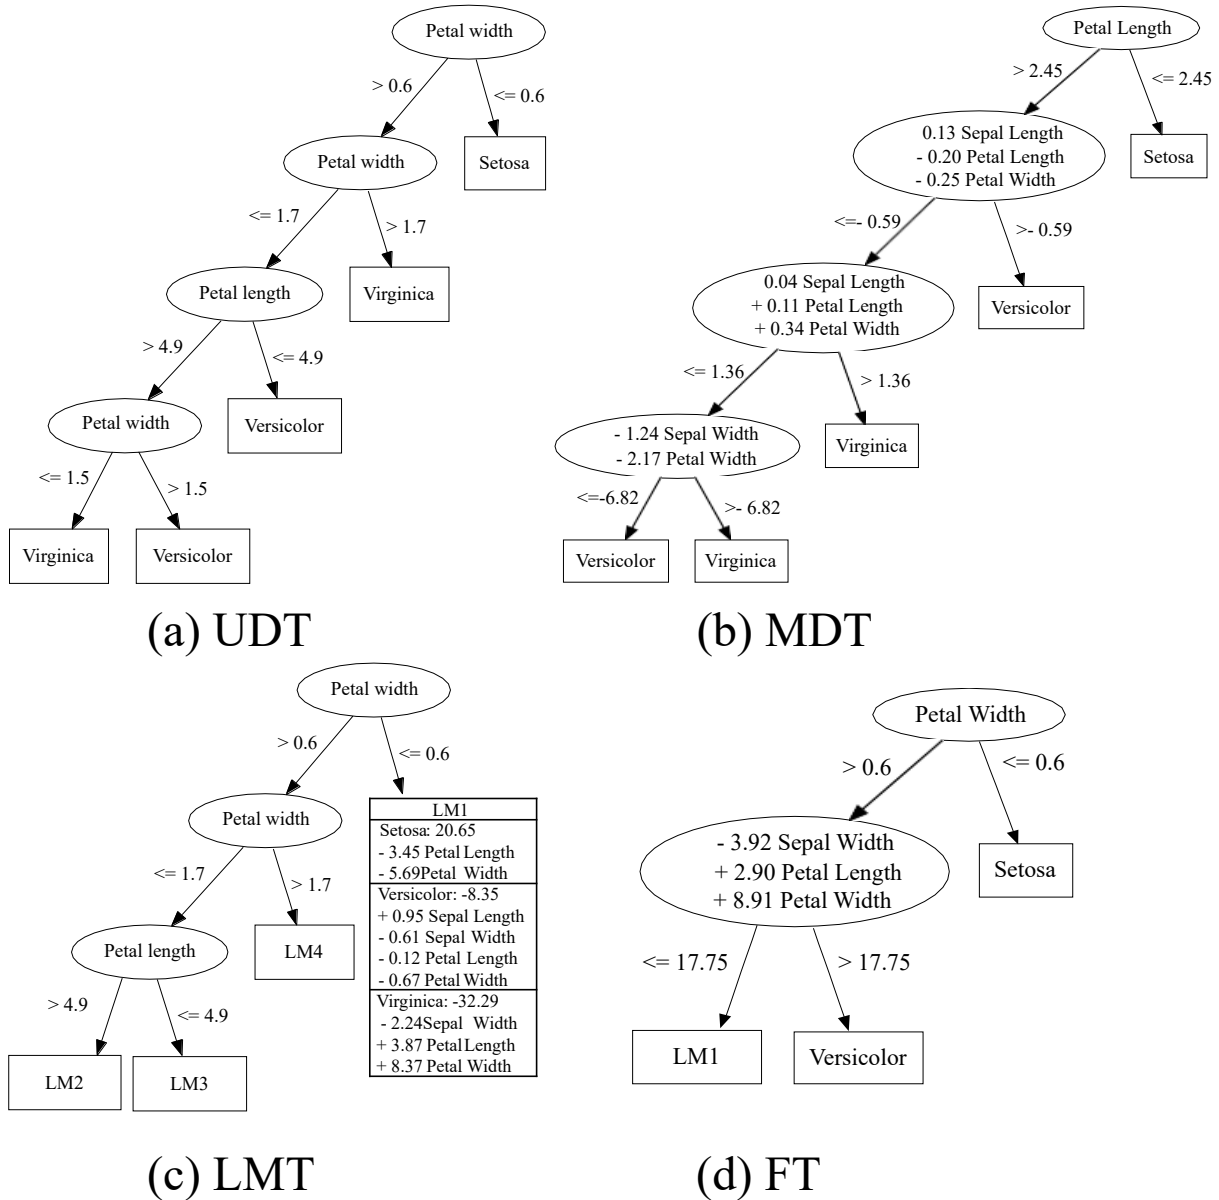 Petal width
> 0.6
<= 0.6
Petal width
Setosa
<= 1.7
> 1.7
Petal length
Virginica
> 4.9
<= 4.9
Petal width
Versicolor
<= 1.5
> 1.5
Virginica
Versicolor
(a) UDT
Petal Length
> 2.45
<= 2.45
0.13 Sepal Length
- 0.20 Petal Length
- 0.25 Petal Width
Setosa
<=- 0.59
>- 0.59
0.04 Sepal Length
+ 0.11 Petal Length
+ 0.34 Petal Width
Versicolor
<= 1.36
> 1.36
- 1.24 Sepal Width
- 2.17 Petal Width
Virginica
<=-6.82
>- 6.82
Versicolor
Virginica
(b) MDT
Petal width
> 0.6
<= 0.6
Petal width
LM1
Setosa: 20.65
- 3.45 Petal Length
- 5.69Petal Width
Versicolor: -8.35
+ 0.95 Sepal Length
- 0.61 Sepal Width
- 0.12 Petal Length
- 0.67 Petal Width
Virginica: -32.29
- 2.24Sepal Width
+ 3.87 Petal Length
+ 8.37 Petal Width
<= 1.7
> 1.7
Petal length
LM4
> 4.9
<= 4.9
LM2
LM3
(c) LMT
Petal Width
> 0.6
<= 0.6
- 3.92 Sepal Width
+ 2.90 Petal Length
+ 8.91 Petal Width
Setosa
<= 17.75
> 17.75
LM1
Versicolor
(d) FT